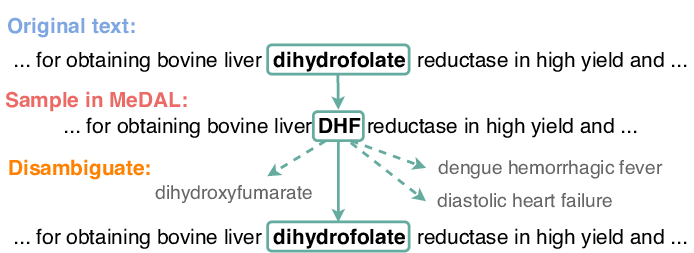 Original text:
... for obtaining bovine liver dihydrofolate reductase in high yield and ...
Sample in MeDAL:
... for obtaining bovine liver DHF reductase in high yield and ...
Disambiguate:
dengue hemorrhagic fever
dihydroxyfumarate
diastolic heart failure
... for obtaining bovine liver dihydrofolate reductase in high yield and ...